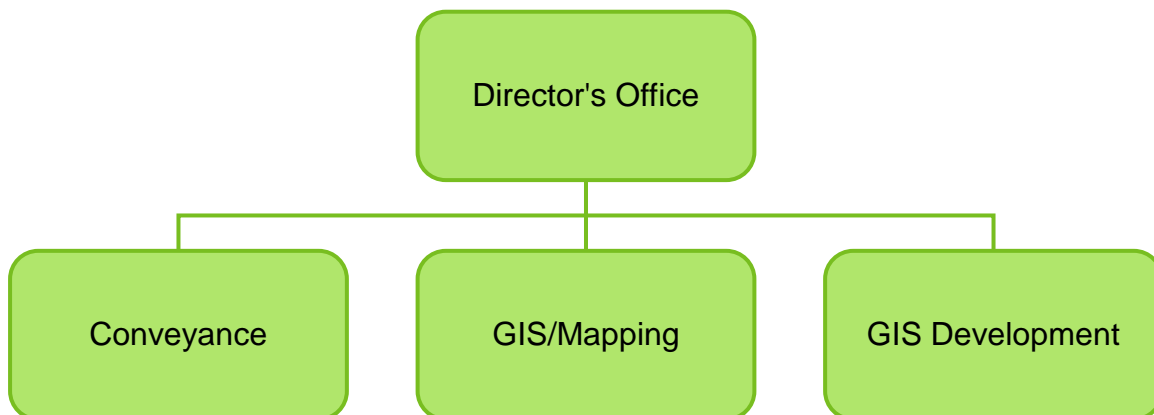 Director's Office
Conveyance
GIS/Mapping
GIS Development